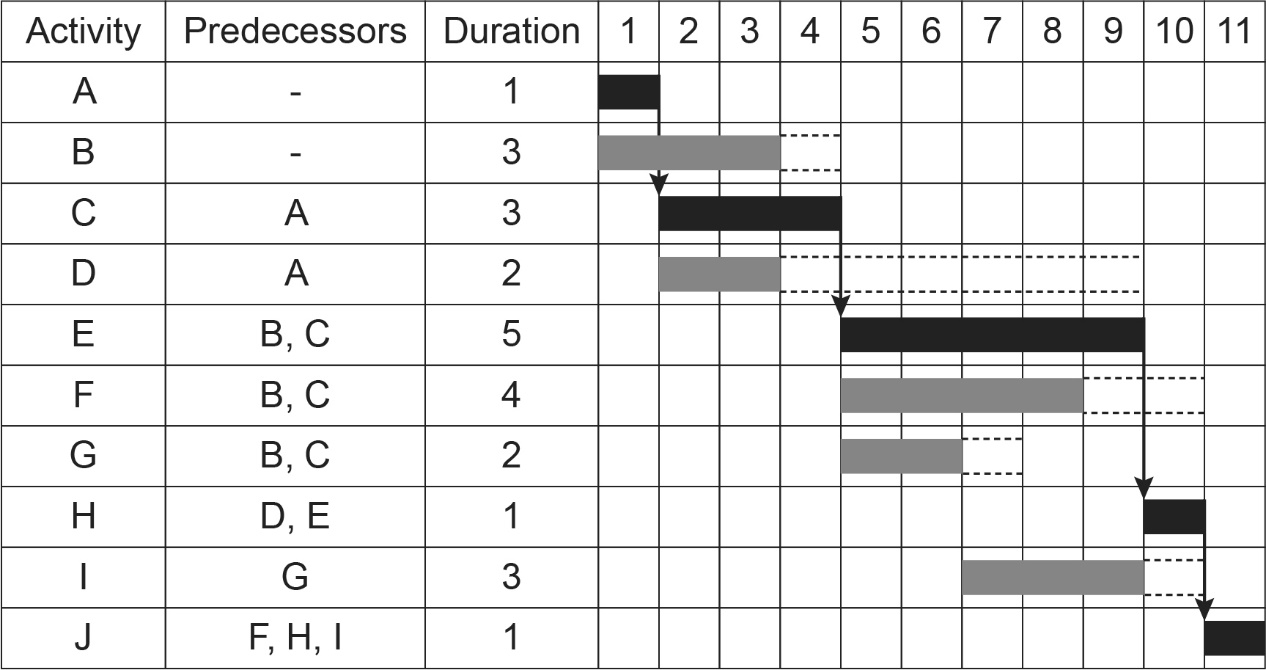 Activity Predecessors Duration 1 2 3 4 5 6 7 8 9 10 11
A - 1
B - 3
C A 3
D A 2
E B, C 5
F B, C 4
G B, C 2
H D, E 1
I G 3
J F, H, I 1